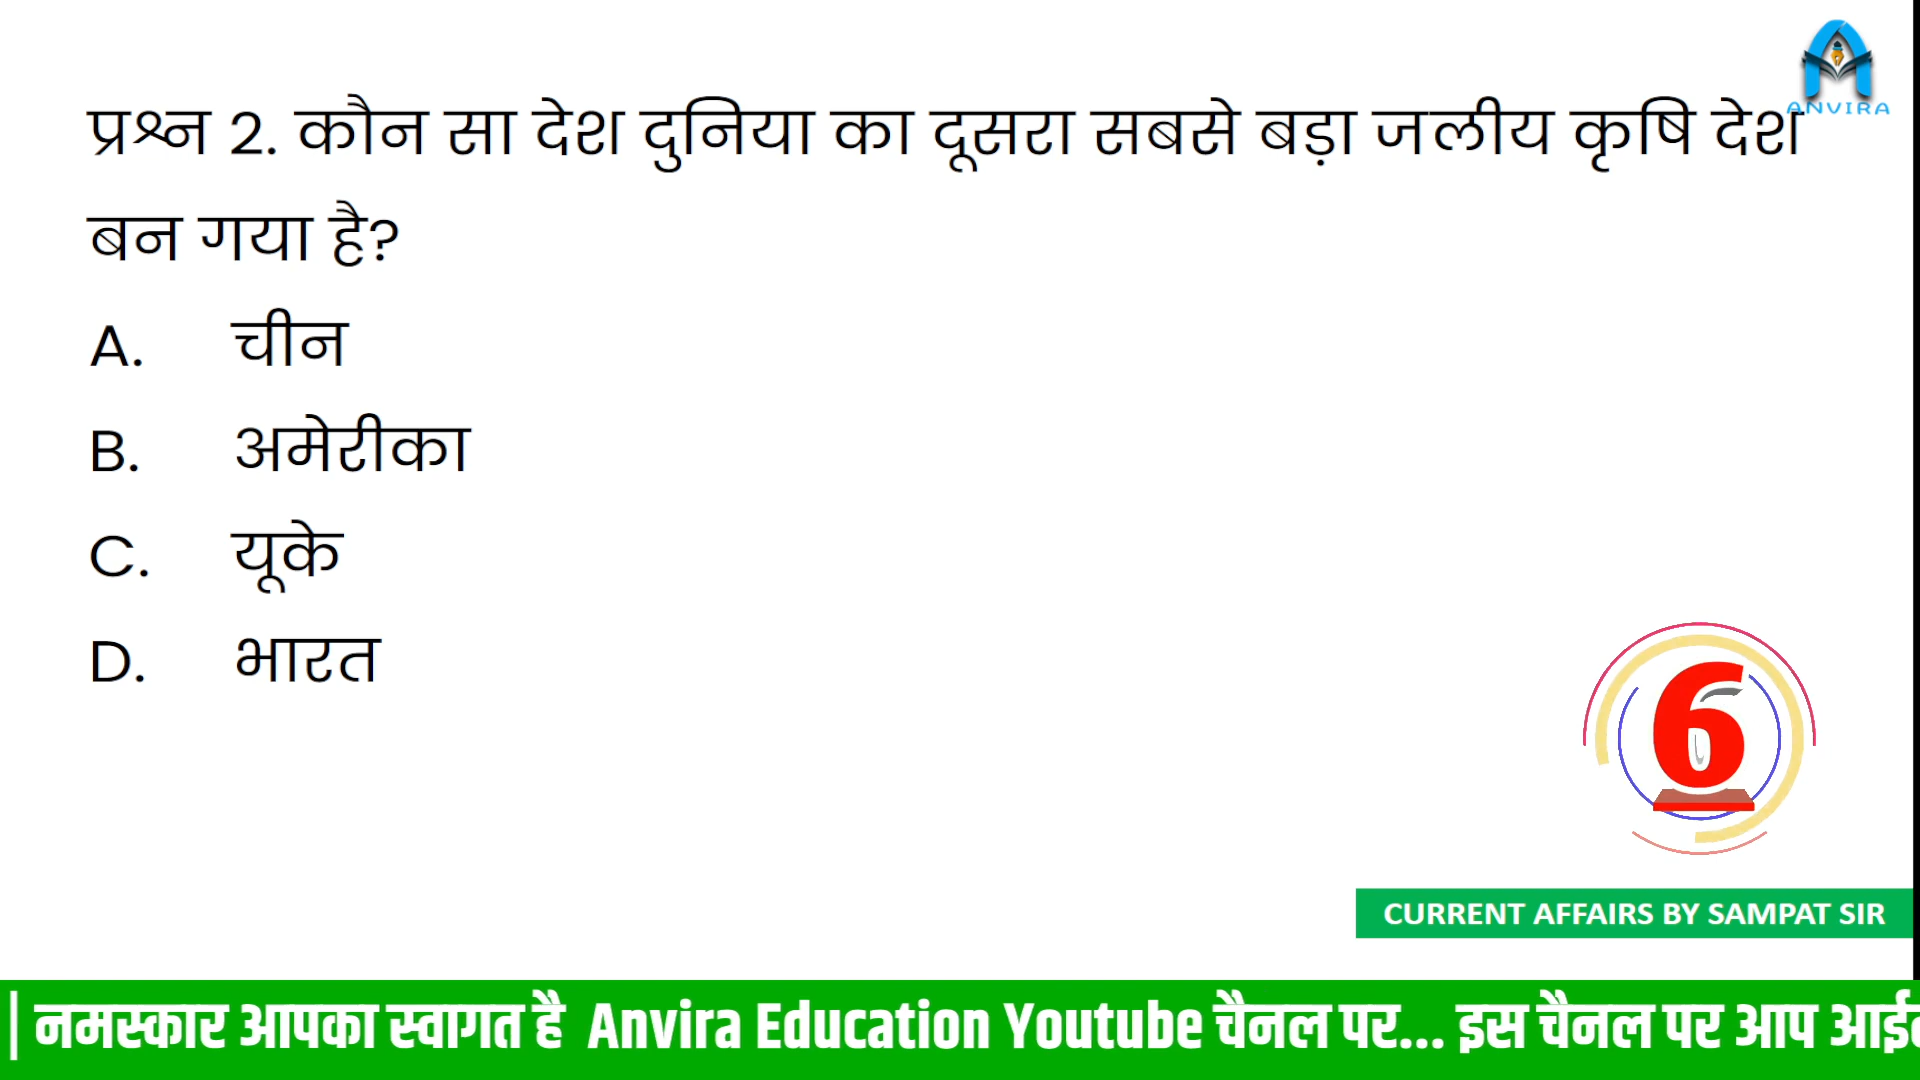 ANVIRA
प्रश्न 2. कौन सा देश दुनिया का दूसरा सबसे बड़ा जलीय कृषि देश
बन गया है?
A. चीन
B. अमेरीका
C. यूके
D. भारत
6
CURRENT AFFAIRS BY SAMPAT SIR
| नमस्कार आपका स्वागत है Anvira Education Youtube चैनल पर... इस चैनल पर आप